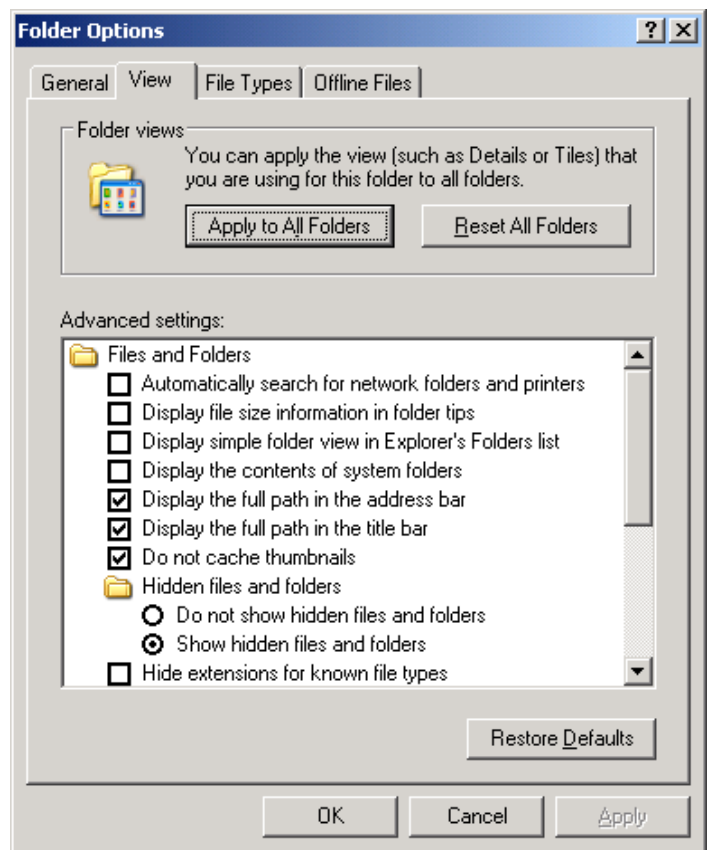 Folder Options
General
View
File Types
Offline Files
Folder views
You can apply the view (such as Details or Tiles) that
you are using for this folder to all folders.
Apply to All Folders
Reset All Folders
Advanced settings:
Files and Folders
Automatically search for network folders and printers
Display file size information in folder tips
Display simple folder view in Explorer's Folders list
Display the contents of system folders
Display the full path in the address bar
Display the full path in the title bar
Do not cache thumbnails
Hidden files and folders
Do not show hidden files and folders
Show hidden files and folders
Hide extensions for known file types
Restore Defaults
OK
Cancel
Apply